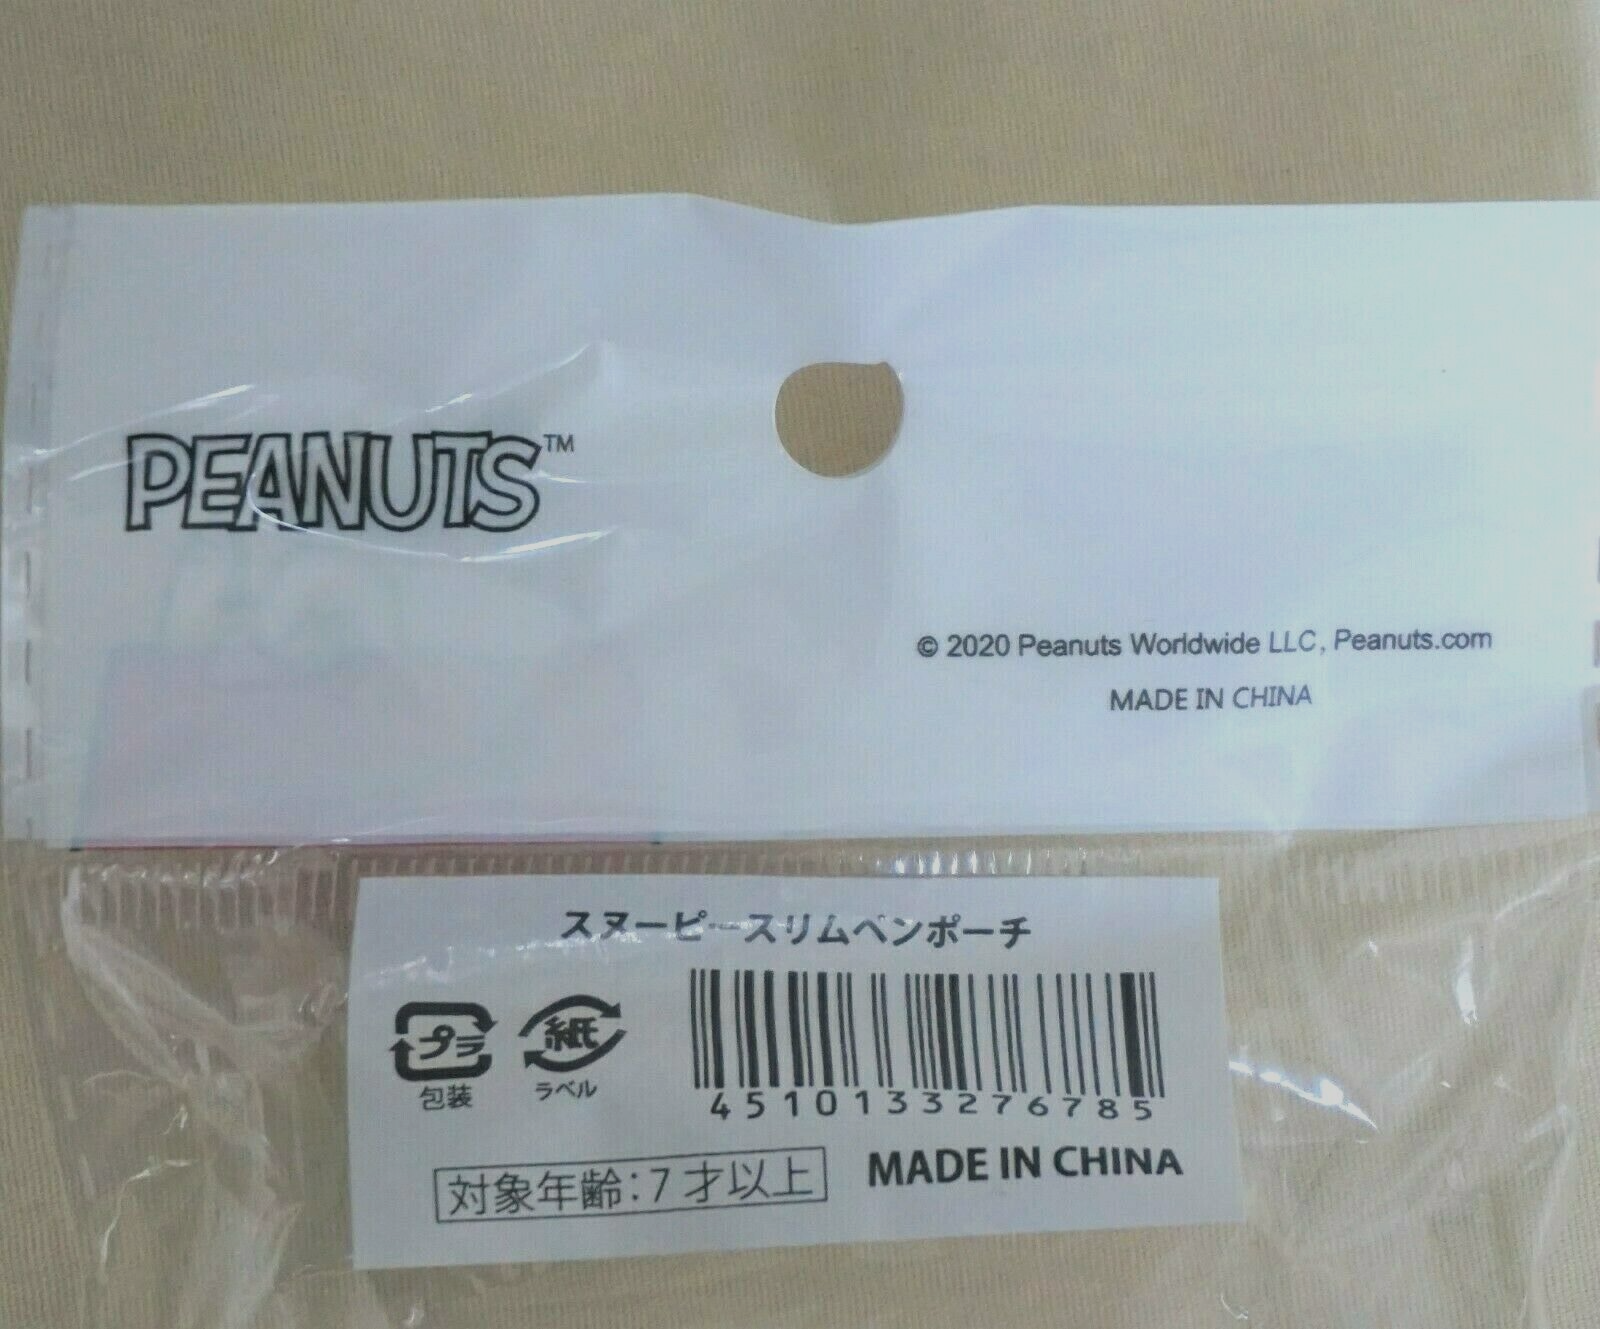 PEANUTS™
© 2020 Peanuts Worldwide LLC, Peanuts.com
MADE IN CHINA
スヌーピースリムペンポーチ
プラ
包装
紙
ラベル
4510133276785
対象年齢:7才以上
MADE IN CHINA